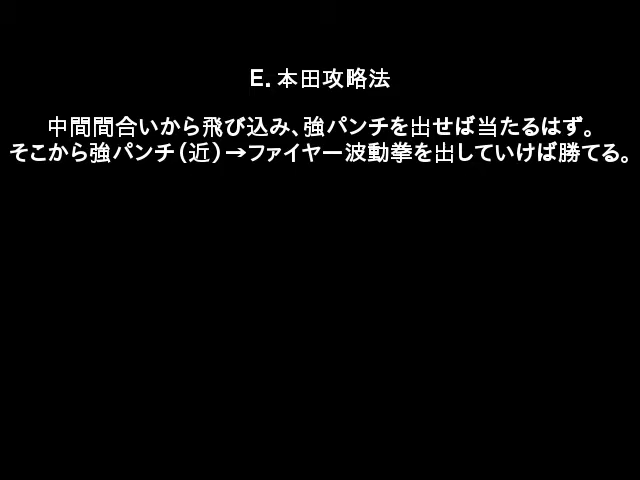 E.本田攻略法
中間間合いから飛び込み、強パンチを出せば当たるはず。
そこから強パンチ(近)→ファイヤー波動拳を出していけば勝てる。